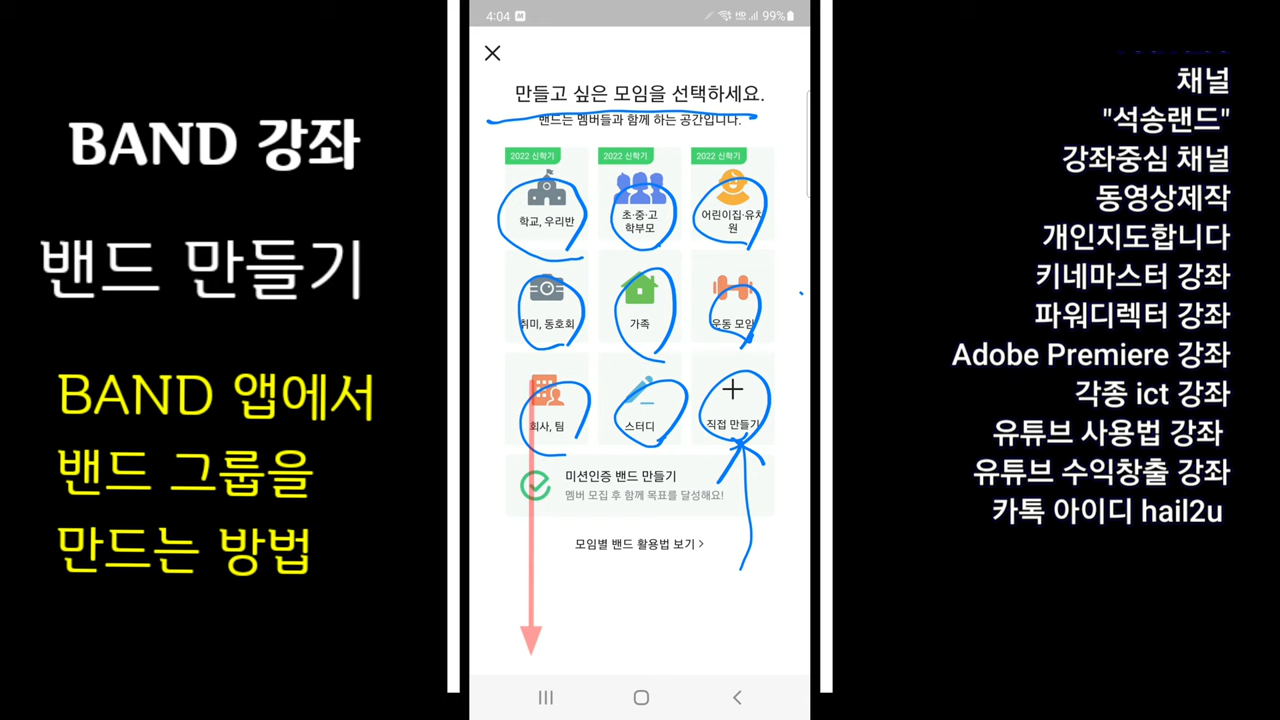 BAND 강좌
밴드 만들기
BAND 앱에서
밴드 그룹을
만드는 방법
4:04 M
99%
만들고 싶은 모임을 선택하세요.
밴드는 멤버들과 함께 하는 공간입니다.
2022 신학기
학교, 우리반
2022 신학기
초·중·고
학부모
2022 신학기
어린이집·유치
원
취미, 동호회
가족
운동 모임
회사, 팀
스터디
직접 만들기
미션인증 밴드 만들기
멤버 모집 후 함께 목표를 달성해요!
모임별 밴드 활용법 보기 >
채널
"석송랜드"
강좌중심 채널
동영상제작
개인지도합니다
키네마스터 강좌
파워디렉터 강좌
Adobe Premiere 강좌
각종 ict 강좌
유튜브 사용법 강좌
유튜브 수익창출 강좌
카톡 아이디 hail2u